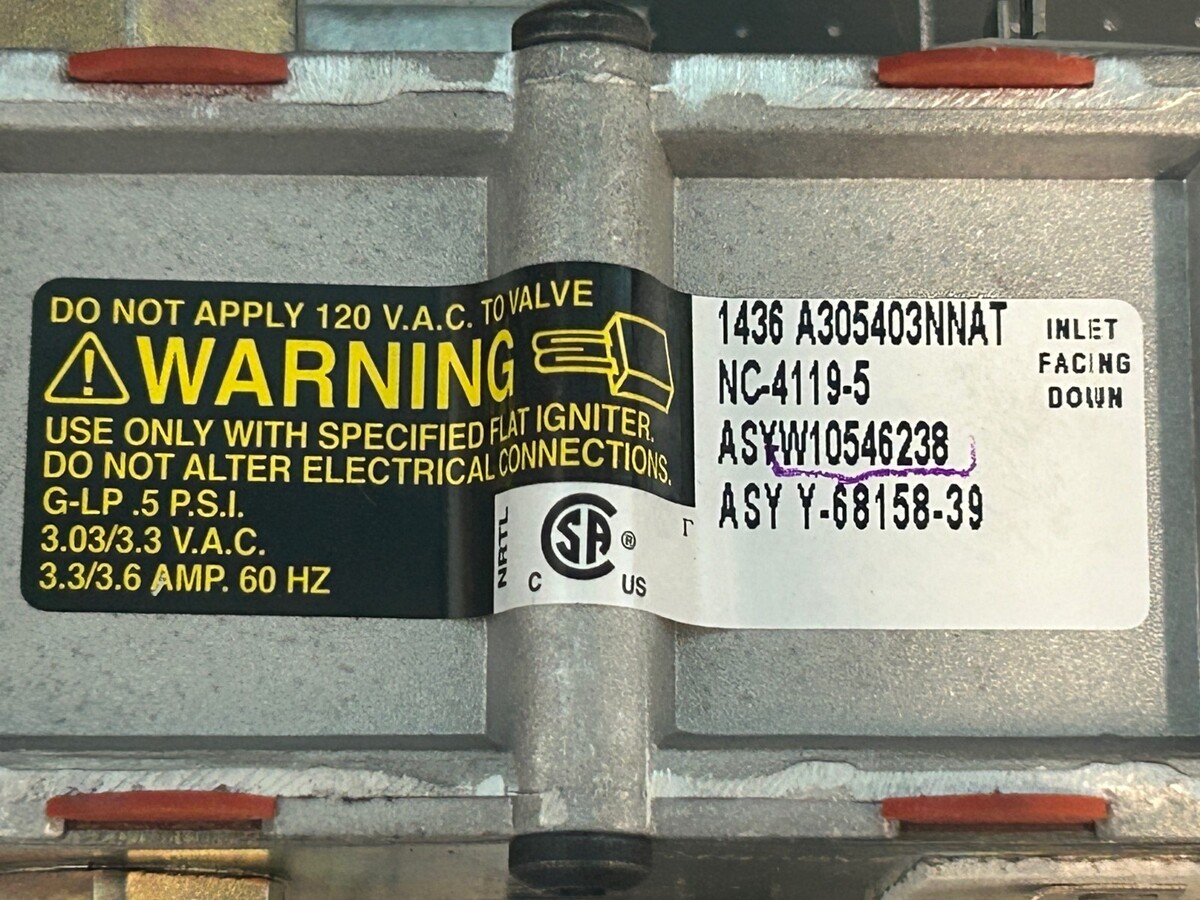 DO NOT APPLY 120 V.A.C. TO VALVE
WARNING
USE ONLY WITH SPECIFIED FLAT IGNITER.
DO NOT ALTER ELECTRICAL CONNECTIONS.
G-LP .5 P.S.I.
3.03/3.3 V.A.C.
3.3/3.6 AMP. 60 HZ
NRTL
C SA ® US
1436 A305403NNAT
NC-4119-5
ASYW10546238
ASY Y-68158-39
INLET
FACING
DOWN